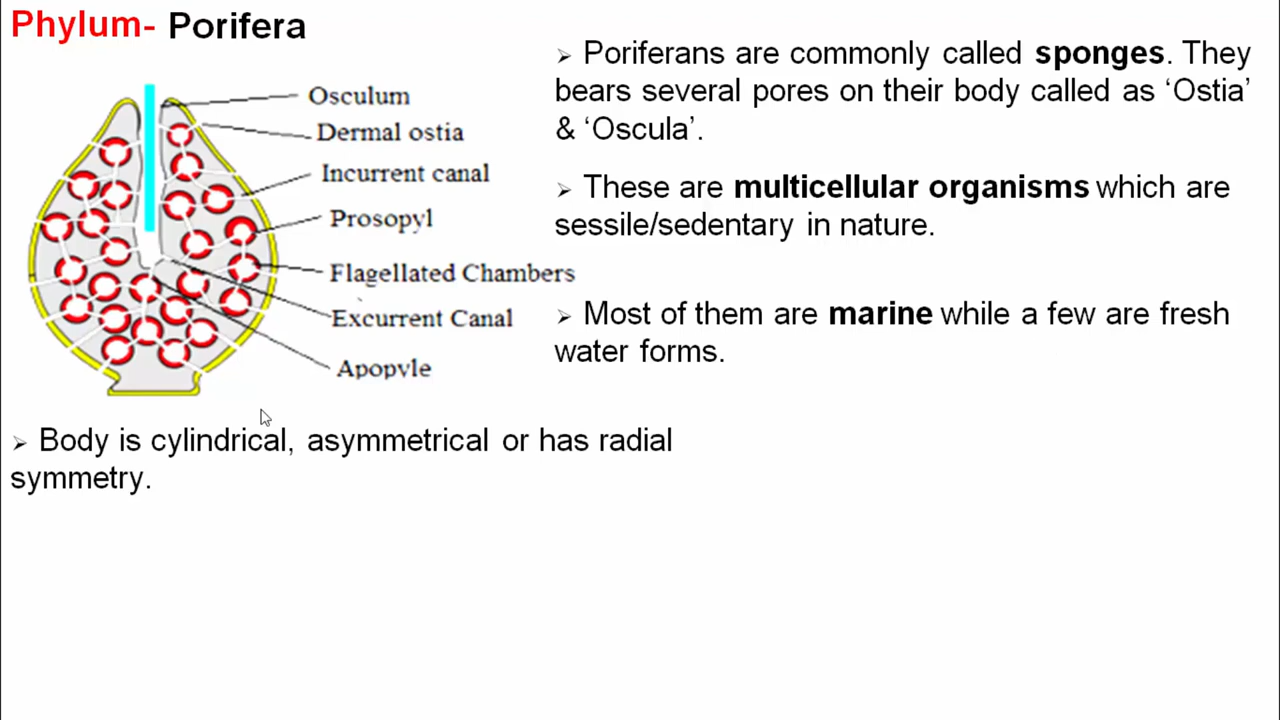 Phylum- Porifera
Osculum
Dermal ostia
Incurrent canal
Prosopyl
Flagellated Chambers
Excurrent Canal
Apopyle
➢ Poriferans are commonly called sponges. They
bears several pores on their body called as ‘Ostia’
& ‘Oscula’.
➢ These are multicellular organisms which are
sessile/sedentary in nature.
➢ Most of them are marine while a few are fresh
water forms.
➢ Body is cylindrical, asymmetrical or has radial
symmetry.